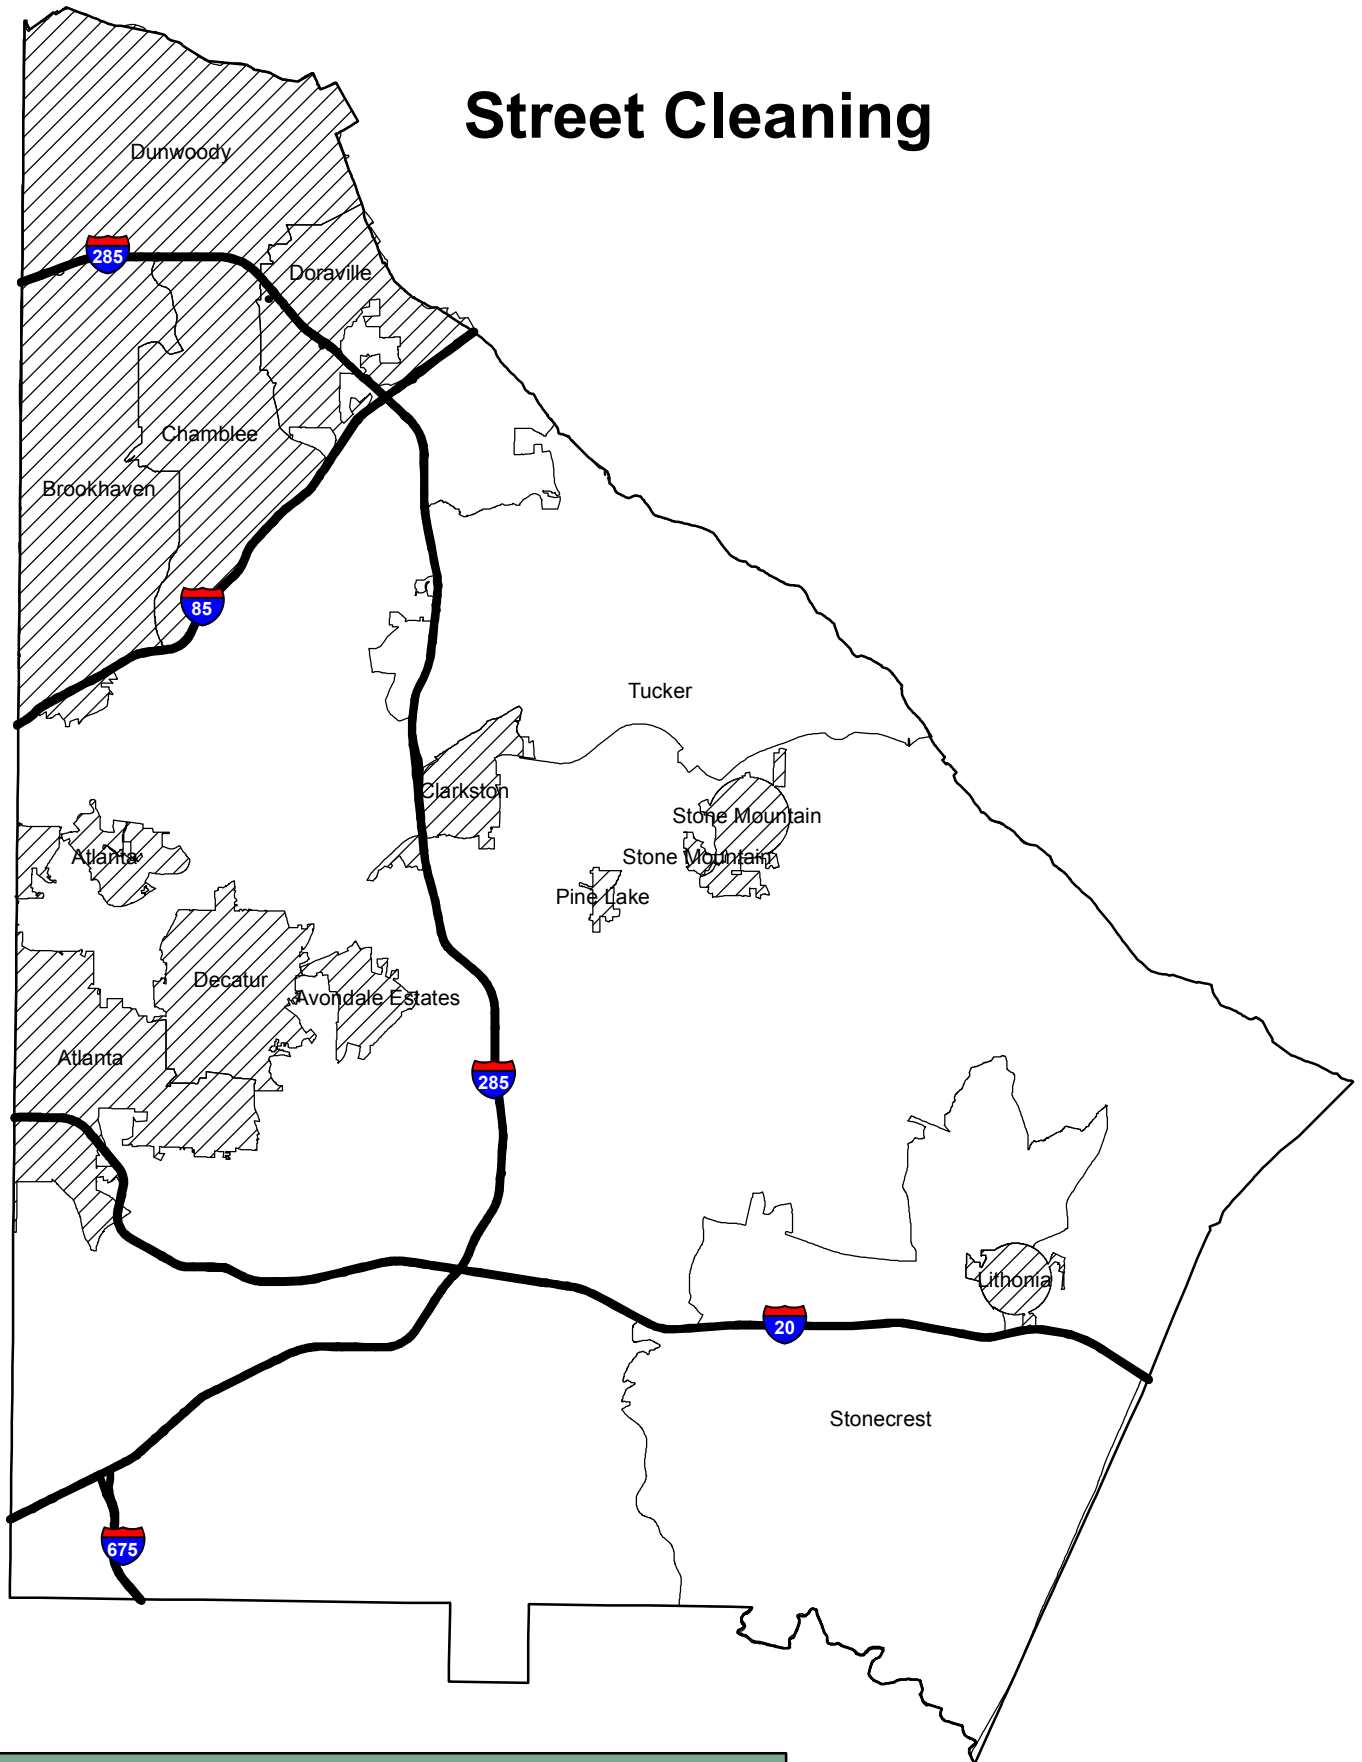 Street Cleaning
Dunwoody
285
Doraville
Chamblee
Brookhaven
85
Tucker
Clarkston
Stone Mountain
Atlanta
Stone Mountain
Pine Lake
Decatur
Avondale Estates
Atlanta
285
Lithonia
20
Stonecrest
675